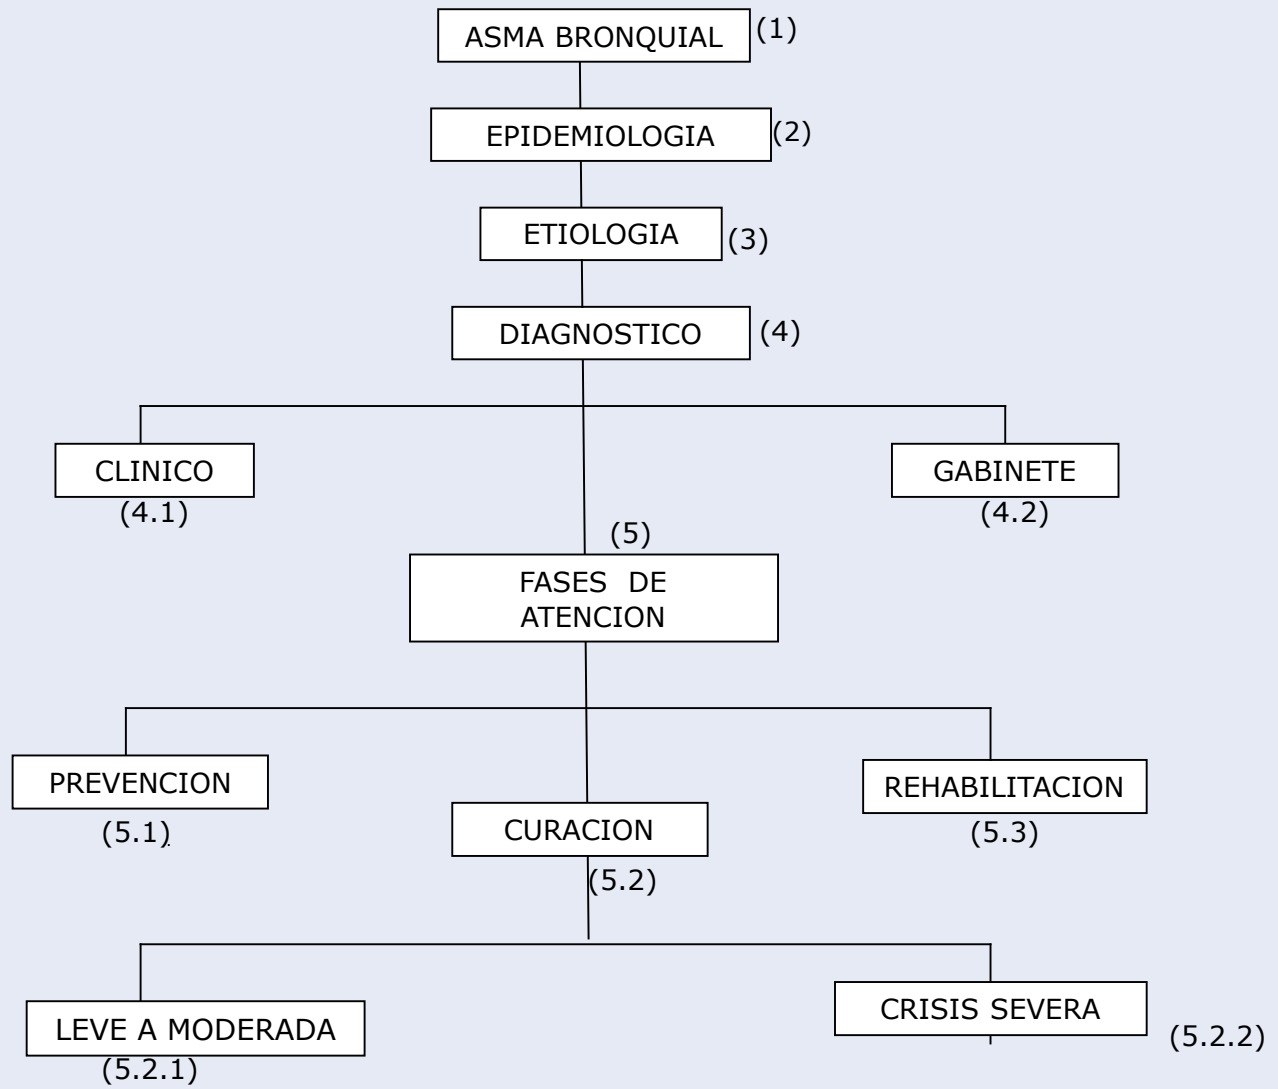 ASMA BRONQUIAL (1)
EPIDEMIOLOGIA (2)
ETIOLOGIA (3)
DIAGNOSTICO (4)
CLINICO
(4.1)
GABINETE
(4.2)
(5)
FASES DE
ATENCION
PREVENCION
(5.1)
CURACION
(5.2)
REHABILITACION
(5.3)
LEVE A MODERADA
(5.2.1)
CRISIS SEVERA
(5.2.2)